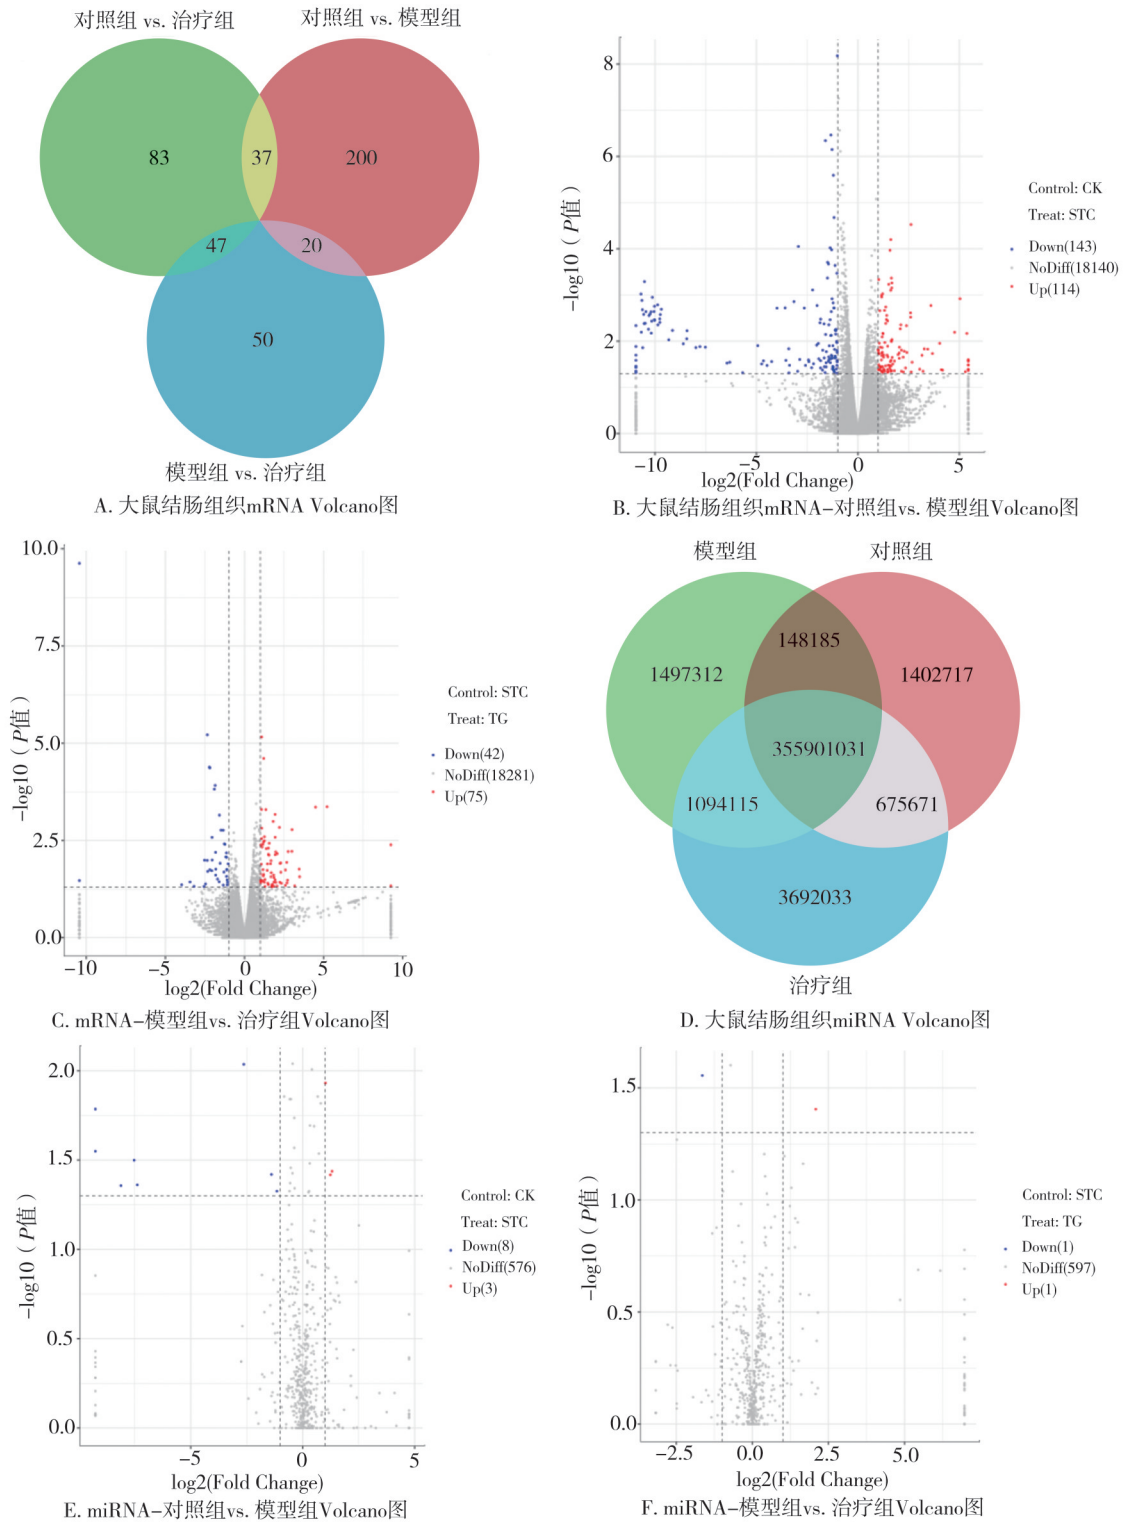 对照组 vs. 治疗组
对照组 vs. 模型组
83
37
200
47
20
50
模型组 vs. 治疗组
A. 大鼠结肠组织mRNA Volcano图
8
6
4
2
0
−log10（P值）
−10
−5
0
5
log2(Fold Change)
Control: CK
Treat: STC
Down(143)
NoDiff(18140)
Up(114)
B. 大鼠结肠组织mRNA−对照组vs. 模型组Volcano图
10.0
7.5
5.0
2.5
0.0
−log10（P值）
−10
−5
0
5
10
log2(Fold Change)
Control: STC
Treat: TG
Down(42)
NoDiff(18281)
Up(75)
C. mRNA−模型组vs. 治疗组Volcano图
模型组
对照组
148185
1497312
1402717
355901031
1094115
675671
3692033
治疗组
D. 大鼠结肠组织miRNA Volcano图
2.0
1.5
1.0
0.5
0.0
−log10（P值）
−5
0
5
log2(Fold Change)
Control: CK
Treat: STC
Down(8)
NoDiff(576)
Up(3)
E. miRNA−对照组vs. 模型组Volcano图
1.5
1.0
0.5
0.0
−log10（P值）
−2.5
0.0
2.5
5.0
log2(Fold Change)
Control: STC
Treat: TG
Down(1)
NoDiff(597)
Up(1)
F. miRNA−模型组vs. 治疗组Volcano图